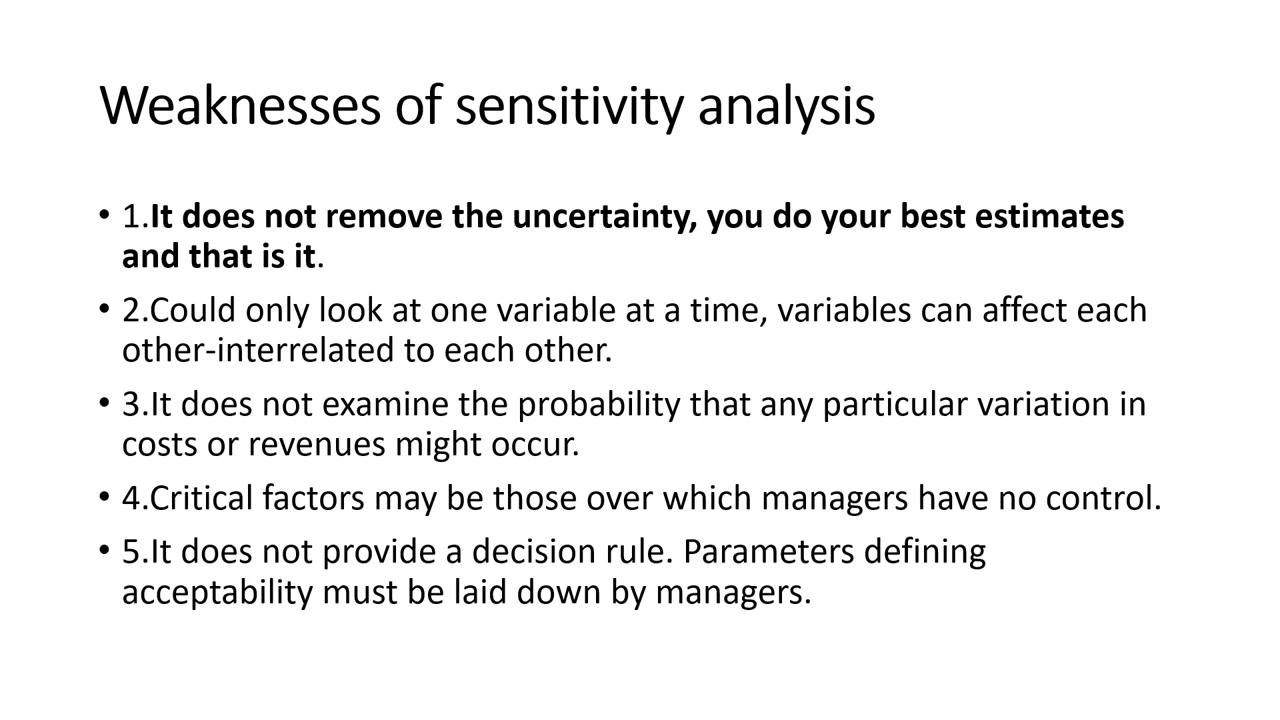 Weaknesses of sensitivity analysis
• 1.It does not remove the uncertainty, you do your best estimates
and that is it.
• 2.Could only look at one variable at a time, variables can affect each
other-interrelated to each other.
• 3.It does not examine the probability that any particular variation in
costs or revenues might occur.
• 4.Critical factors may be those over which managers have no control.
• 5.It does not provide a decision rule. Parameters defining
acceptability must be laid down by managers.